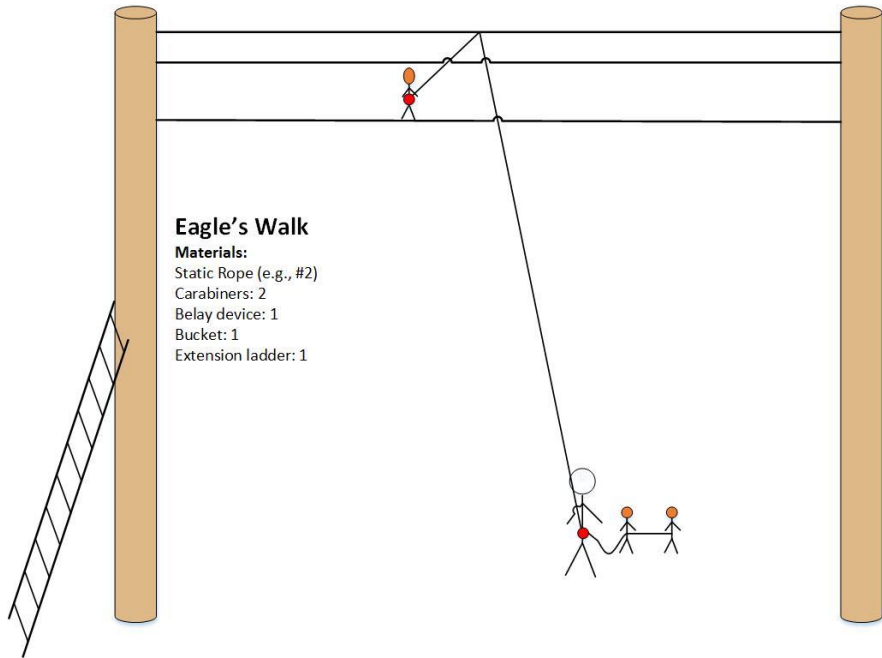 Eagle's Walk
Materials:
Static Rope (e.g., #2)
Carabiners: 2
Belay device: 1
Bucket: 1
Extension ladder: 1